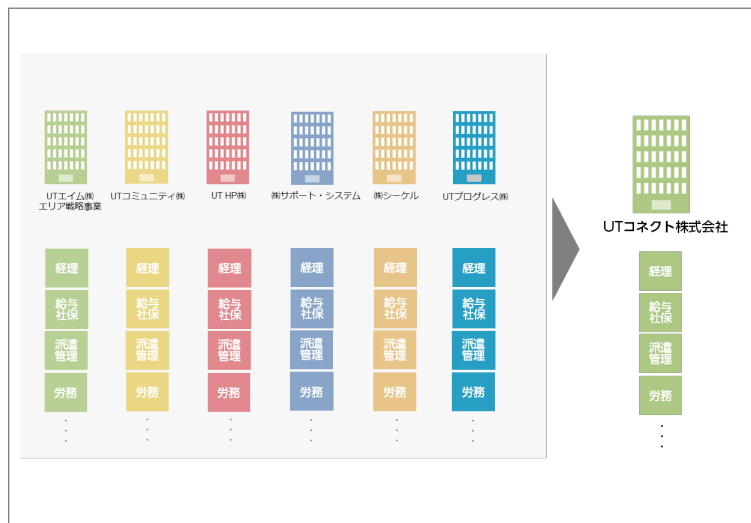 UTエイム㈱
エリア戦略事業
UTコミュニティ㈱
UT HP㈱
㈱サポート・システム
㈱シーケル
UTプログレス㈱
UTコネクト株式会社
経理
経理
経理
経理
経理
経理
経理
給与
社保
給与
社保
給与
社保
給与
社保
給与
社保
給与
社保
給与
社保
派遣
管理
派遣
管理
派遣
管理
派遣
管理
派遣
管理
派遣
管理
派遣
管理
労務
労務
労務
労務
労務
労務
労務